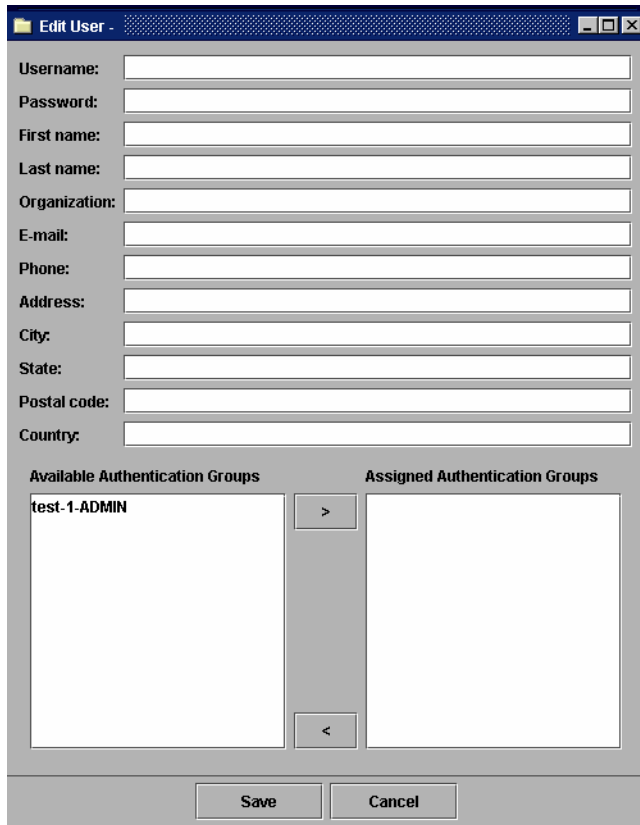 Edit User -
Username:
Password:
First name:
Last name:
Organization:
E-mail:
Phone:
Address:
City:
State:
Postal code:
Country:
Available Authentication Groups
Assigned Authentication Groups
test-1-ADMIN
>
<
Save
Cancel